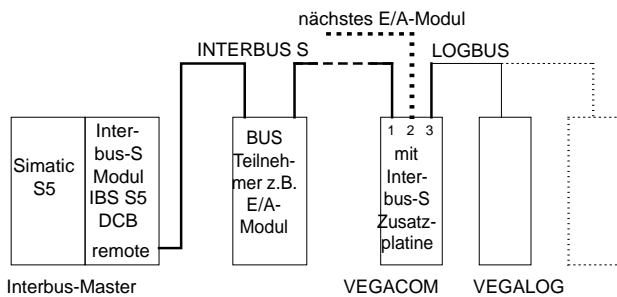 nächstes E/A-Modul
INTERBUS S
LOGBUS
Simatic
S5
Inter-
bus-S
Modul
IBS S5
DCB
remote
BUS
Teilneh-
mer z.B.
E/A-
Modul
1 2 3
mit
Inter-
bus-S
Zusatz-
platine
Interbus-Master
VEGACOM
VEGALOG